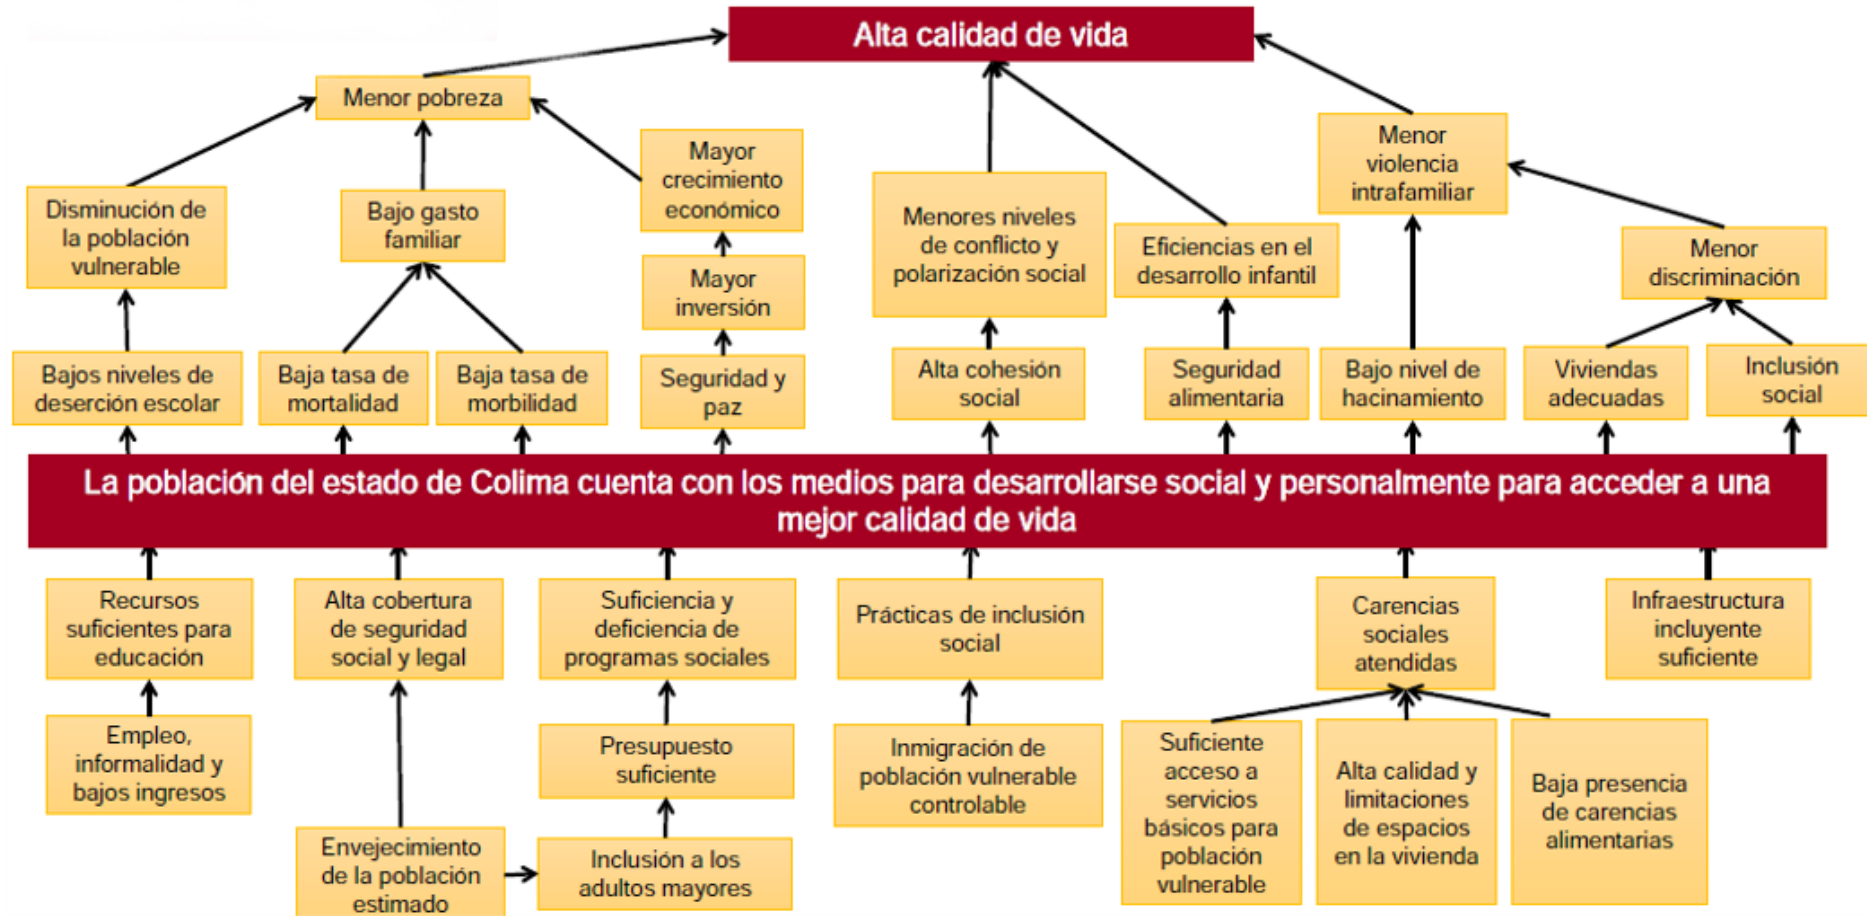 Alta calidad de vida
Menor pobreza
Mayor
crecimiento
económico
Menor
violencia
intrafamiliar
Disminución de
la población
vulnerable
Bajo gasto
familiar
Menores niveles
de conflicto y
polarización social
Eficiencias en el
desarrollo infantil
Menor
discriminación
Mayor
inversión
Bajos niveles de
deserción escolar
Baja tasa de
mortalidad
Baja tasa de
morbilidad
Seguridad y
paz
Alta cohesión
social
Seguridad
alimentaria
Bajo nivel de
hacinamiento
Viviendas
adecuadas
Inclusión
social
La población del estado de Colima cuenta con los medios para desarrollarse social y personalmente para acceder a una
mejor calidad de vida
Recursos
suficientes para
educación
Alta cobertura
de seguridad
social y legal
Suficiencia y
deficiencia de
programas sociales
Prácticas de inclusión
social
Carencias
sociales
atendidas
Infraestructura
incluyente
suficiente
Empleo,
informalidad y
bajos ingresos
Presupuesto
suficiente
Inmigración de
población vulnerable
controlable
Suficiente
acceso a
servicios
básicos para
población
vulnerable
Alta calidad y
limitaciones
de espacios
en la vivienda
Baja presencia
de carencias
alimentarias
Envejecimiento
de la población
estimado
Inclusión a los
adultos mayores